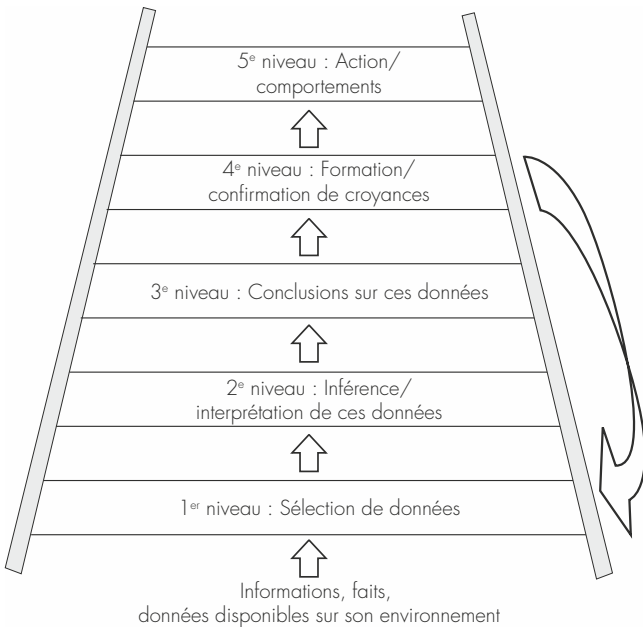 5e niveau : Action/
comportements
4e niveau : Formation/
confirmation de croyances
3e niveau : Conclusions sur ces données
2e niveau : Inférence/
interprétation de ces données
1er niveau : Sélection de données
Informations, faits,
données disponibles sur son environnement